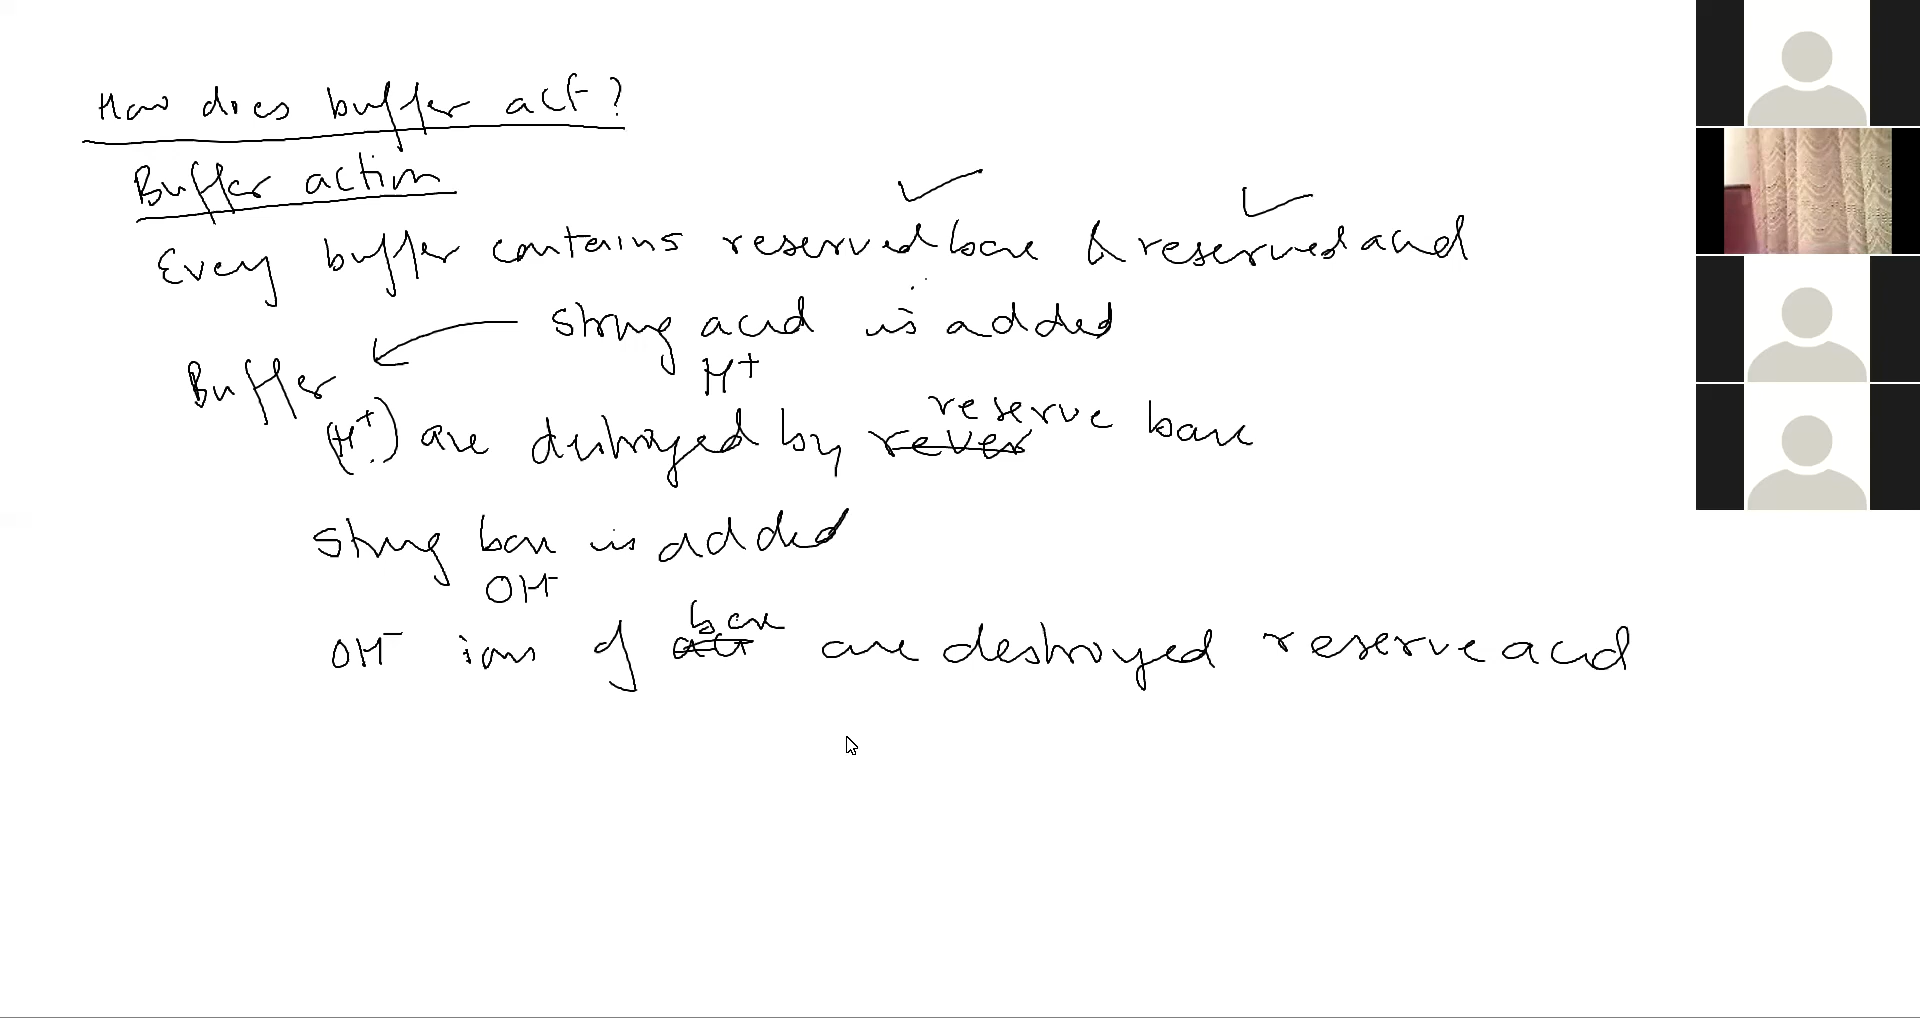 How does buffer act?
Buffer action
Every buffer contains reserved base & reserved acid
strong acid is added
H⁺
Buffer
reserve base
(H⁺) are destroyed by rever
strong base is added
OH⁻
base
OH⁻ ions of act are destroyed reserve acid